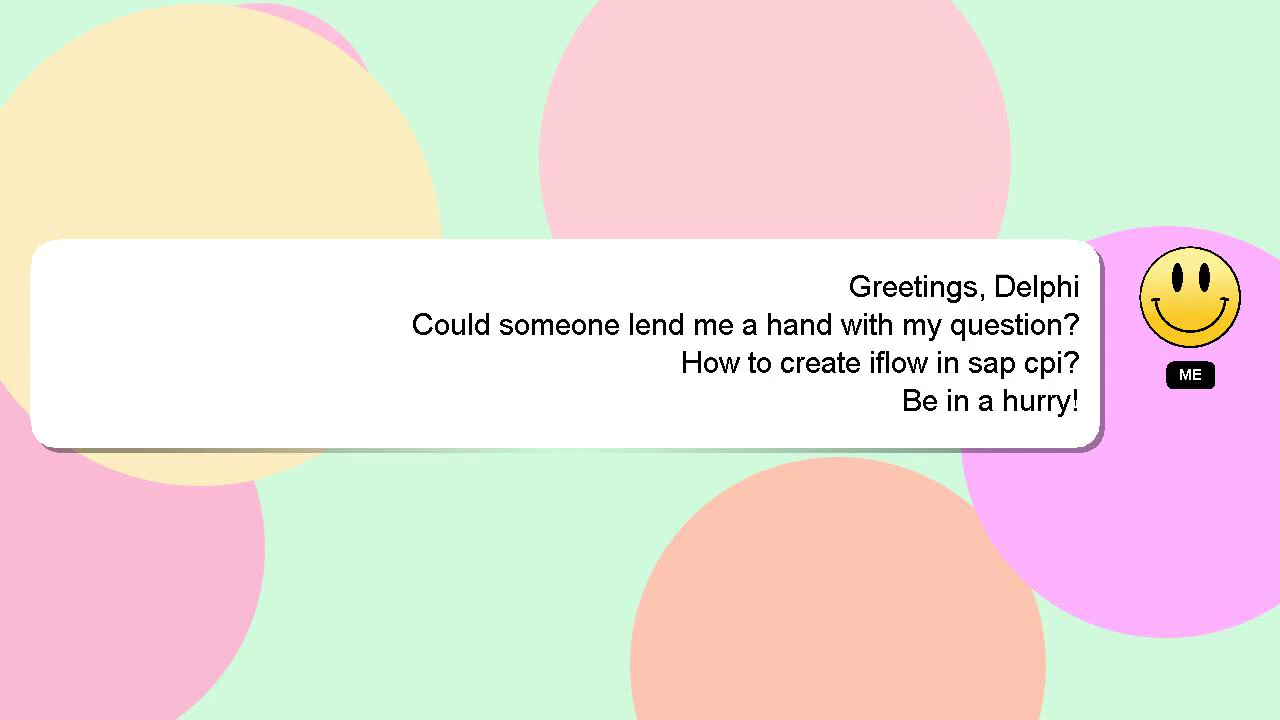 Greetings, Delphi
Could someone lend me a hand with my question?
How to create iflow in sap cpi?
Be in a hurry!
ME